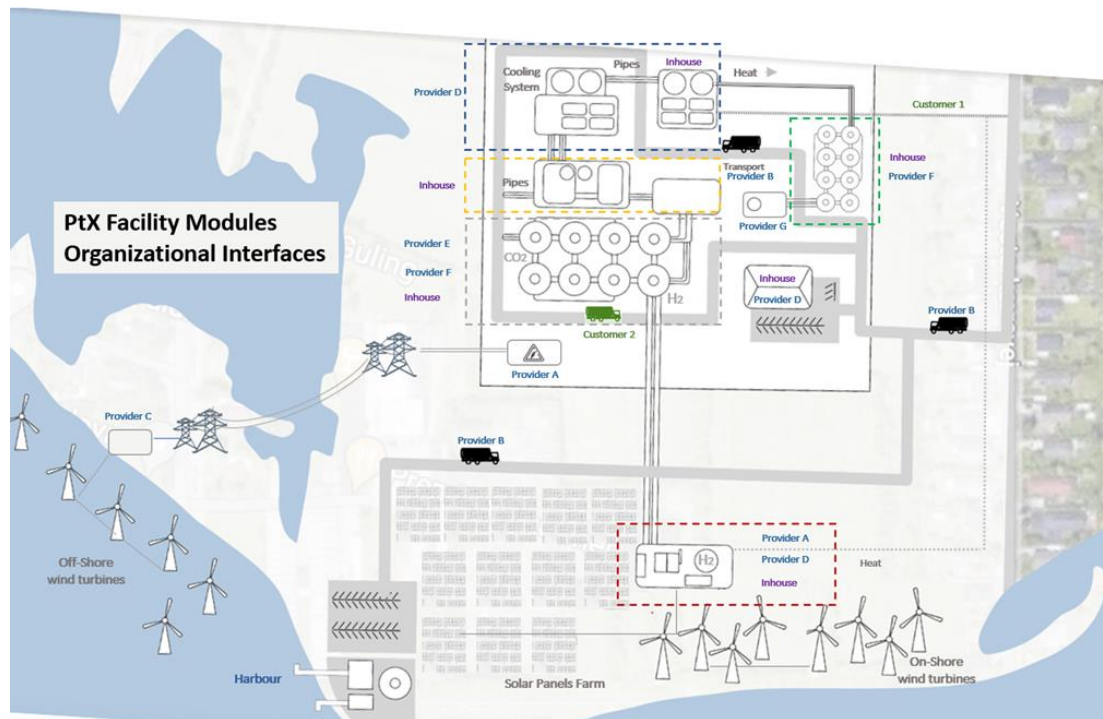 Pipes
Inhouse
Heat
Cooling
System
Provider D
Customer 1
Transport
Inhouse
Provider B
Provider F
Inhouse
Pipes
PtX Facility Modules
Organizational Interfaces
Provider G
Provider E
CO2
Provider F
Inhouse
H2
Inhouse
Provider D
Customer 2
Provider B
Provider A
Provider C
Provider B
Provider A
H2
Provider D
Heat
Inhouse
Off-Shore
wind turbines
Harbour
Solar Panels Farm
On-Shore
wind turbines